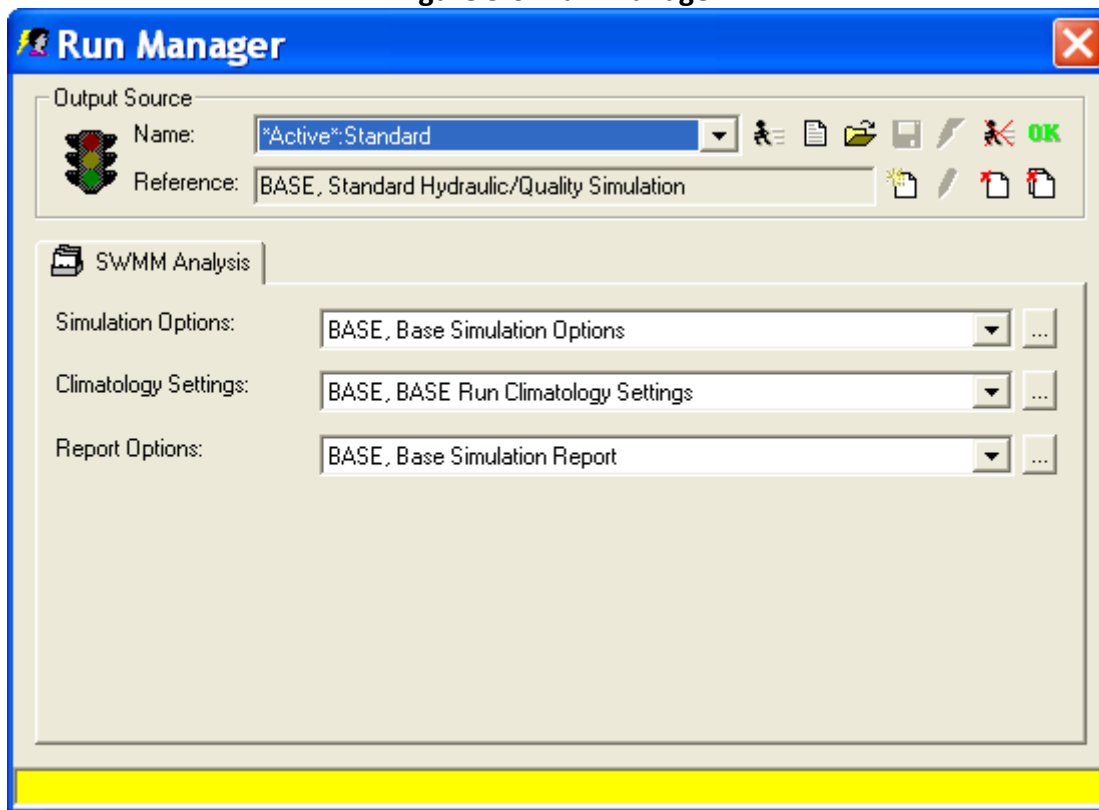 Run Manager
Output Source
Name: *Active*:Standard OK
Reference: BASE, Standard Hydraulic/Quality Simulation
SWMM Analysis
Simulation Options: BASE, Base Simulation Options ...
Climatology Settings: BASE, BASE Run Climatology Settings ...
Report Options: BASE, Base Simulation Report ...